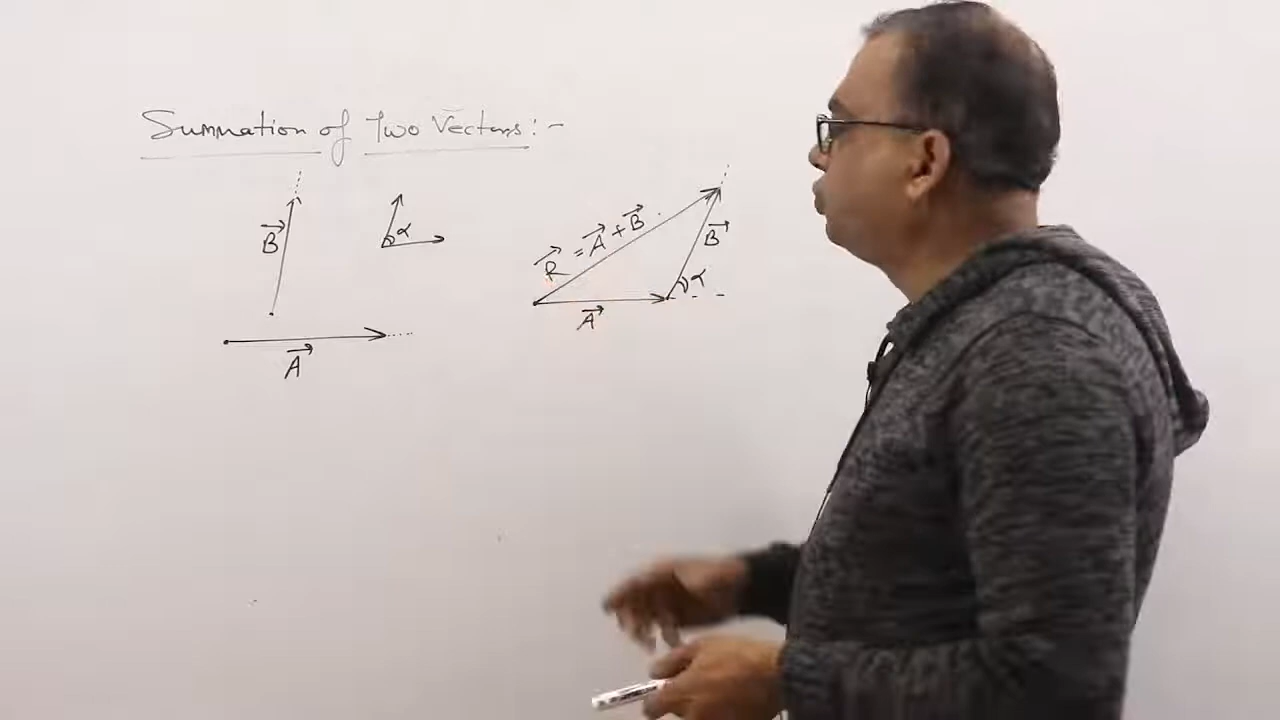 Summation of Two Vectors:-
B⃗
α
A⃗
R⃗ = A⃗ + B⃗
B⃗
α
A⃗